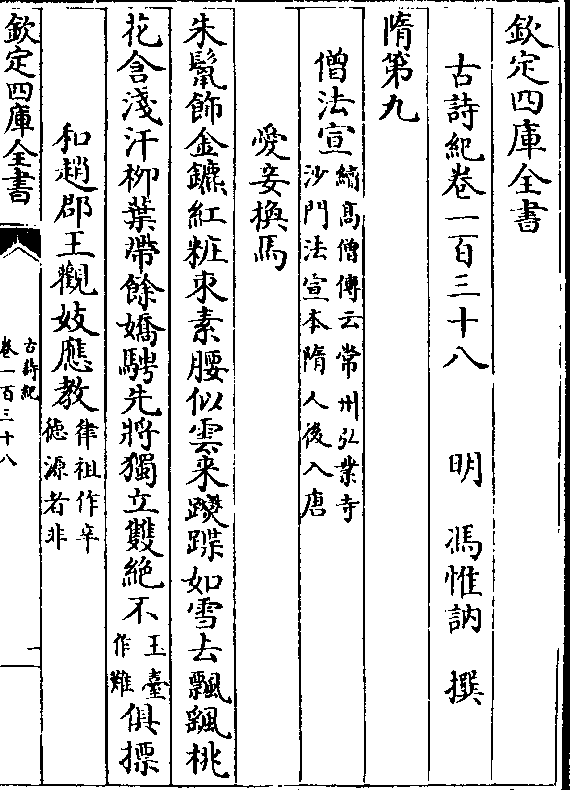 欽定四庫全書
古詩紀卷一百三十八 明 馮惟訥 撰
隋第九
僧法宣續高僧傳云常州弘業寺沙門法宣本隋人後入唐
愛妾換馬
朱鬛飾金鑣紅粧束素腰似雲来躞蹀如雪去飄颻桃
花含淺汗柳葉帶餘嬌騁先將獨立雙絶不玉臺作難俱摽
和趙郡王觀妓應教律祖作辛德源者非
欽定四庫全書
古詩紀
卷一百三十八
一